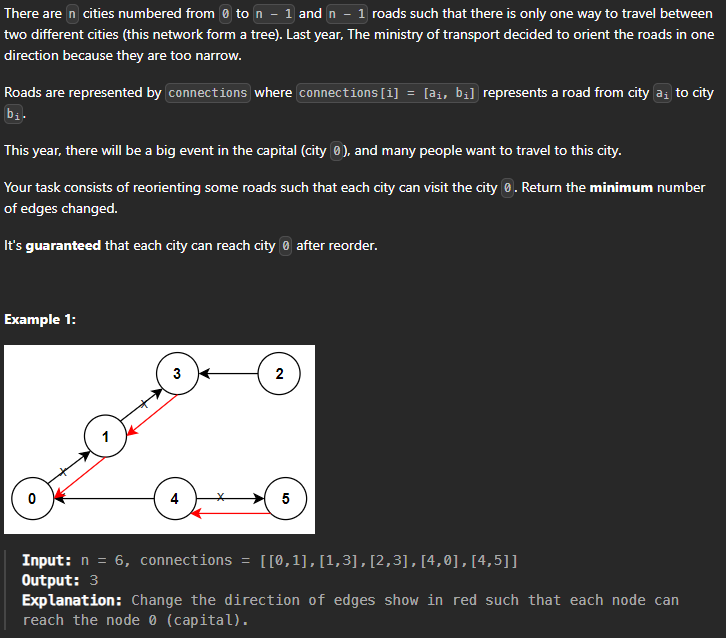 There are n cities numbered from 0 to n - 1 and n - 1 roads such that there is only one way to travel between
two different cities (this network form a tree). Last year, The ministry of transport decided to orient the roads in one
direction because they are too narrow.
Roads are represented by connections where connections[i] = [aᵢ, bᵢ] represents a road from city aᵢ to city
bᵢ.
This year, there will be a big event in the capital (city 0), and many people want to travel to this city.
Your task consists of reorienting some roads such that each city can visit the city 0. Return the minimum number
of edges changed.
It's guaranteed that each city can reach city 0 after reorder.
Example 1:
3
2
x
1
x
0
4
x
5
Input: n = 6, connections = [[0,1],[1,3],[2,3],[4,0],[4,5]]
Output: 3
Explanation: Change the direction of edges show in red such that each node can
reach the node 0 (capital).